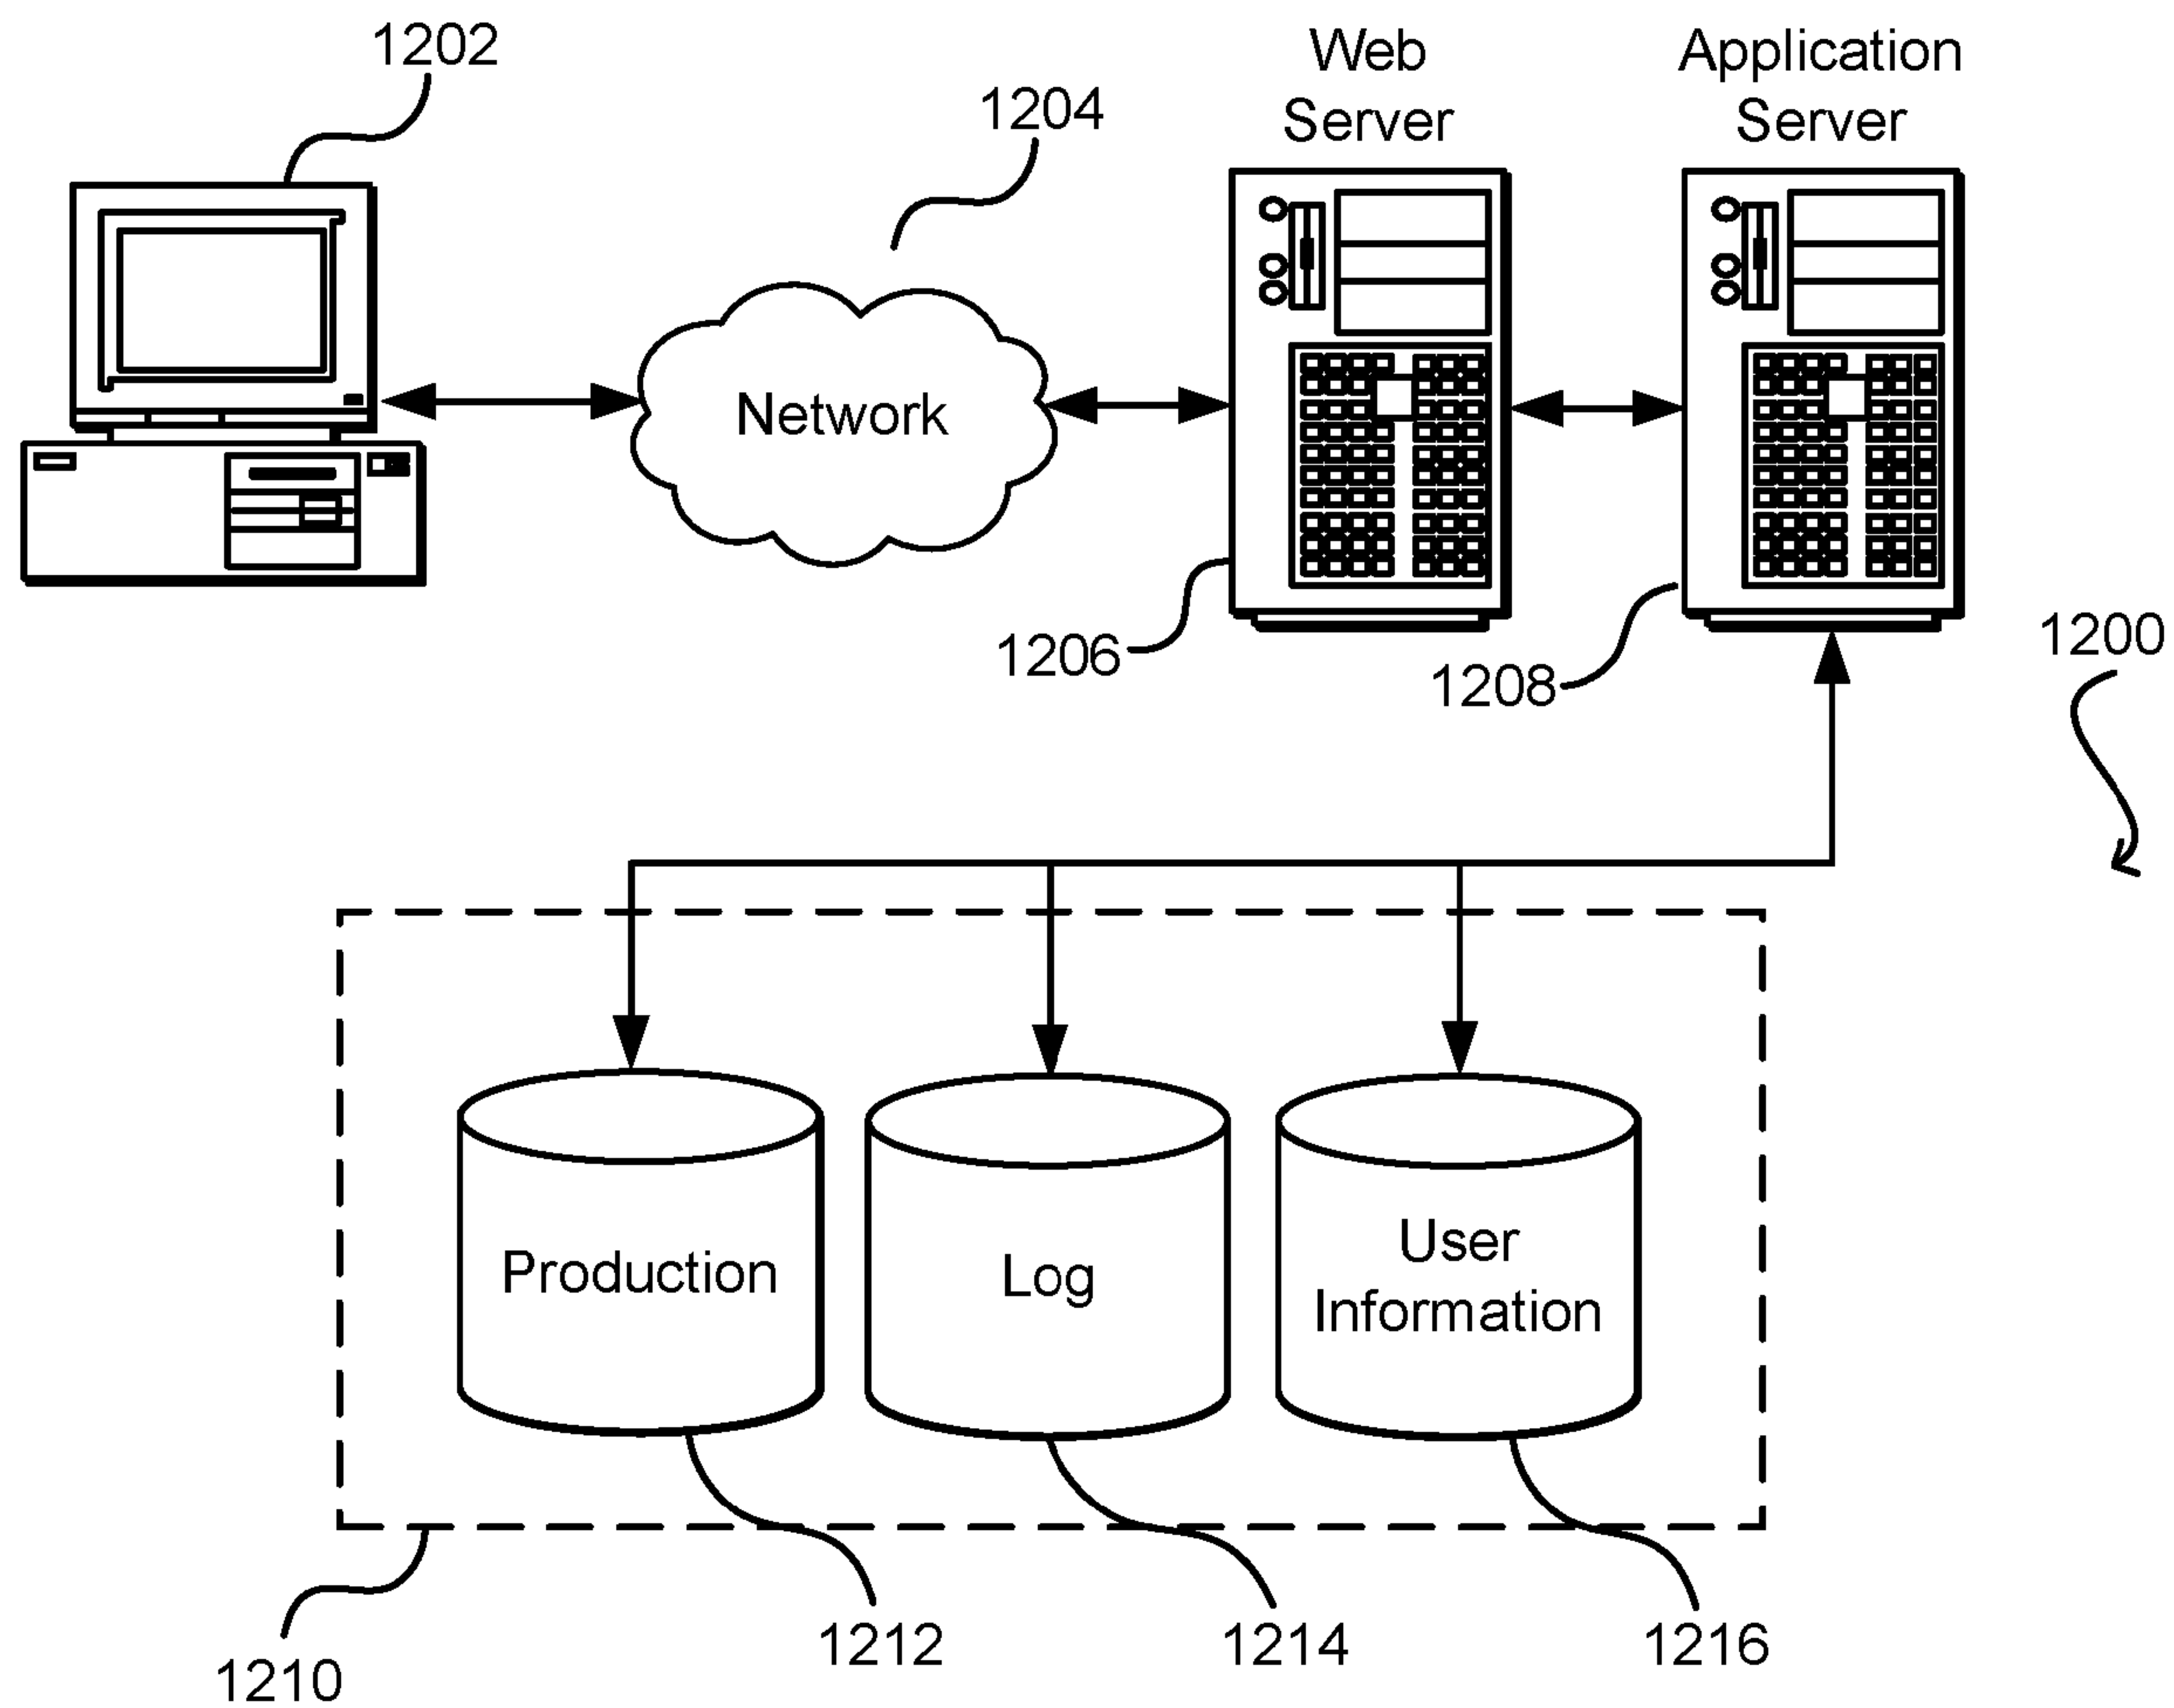 1202
1204
Web
Server
Application
Server
Network
1206
1208
1200
Production
Log
User
Information
1210
1212
1214
1216